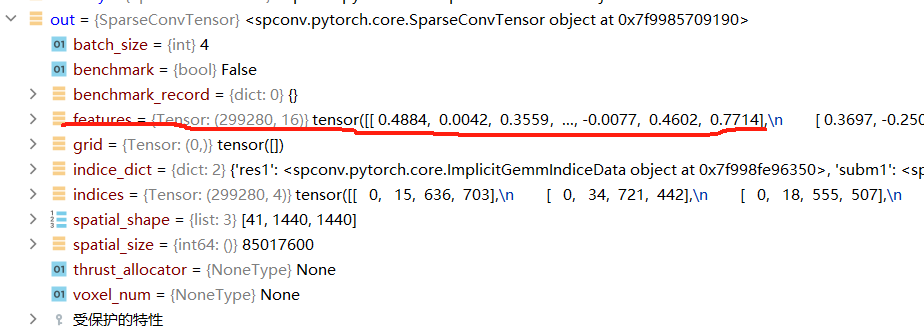 out = {SparseConvTensor} <spconv.pytorch.core.SparseConvTensor object at 0x7f9985709190>
01 batch_size = {int} 4
01 benchmark = {bool} False
benchmark_record = {dict: 0} {}
features = {Tensor: (299280, 16)} tensor([[ 0.4884, 0.0042, 0.3559, ..., -0.0077, 0.4602, 0.7714],\n [ 0.3697, -0.250
grid = {Tensor: (0,)} tensor([])
indice_dict = {dict: 2} {'res1': <spconv.pytorch.core.ImplicitGemmIndiceData object at 0x7f998fe96350>, 'subm1': <sp
indices = {Tensor: (299280, 4)} tensor([[ 0, 15, 636, 703],\n [ 0, 34, 721, 442],\n [ 0, 18, 555, 507],\n
spatial_shape = {list: 3} [41, 1440, 1440]
spatial_size = {int64: ()} 85017600
01 thrust_allocator = {NoneType} None
01 voxel_num = {NoneType} None
受保护的特性